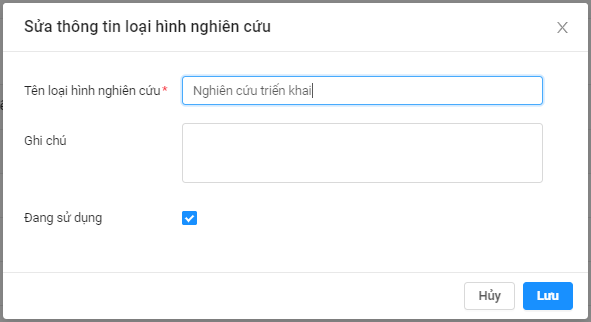 Sửa thông tin loại hình nghiên cứu
Tên loại hình nghiên cứu*
Nghiên cứu triển khai
Ghi chú
Đang sử dụng
Hủy
Lưu